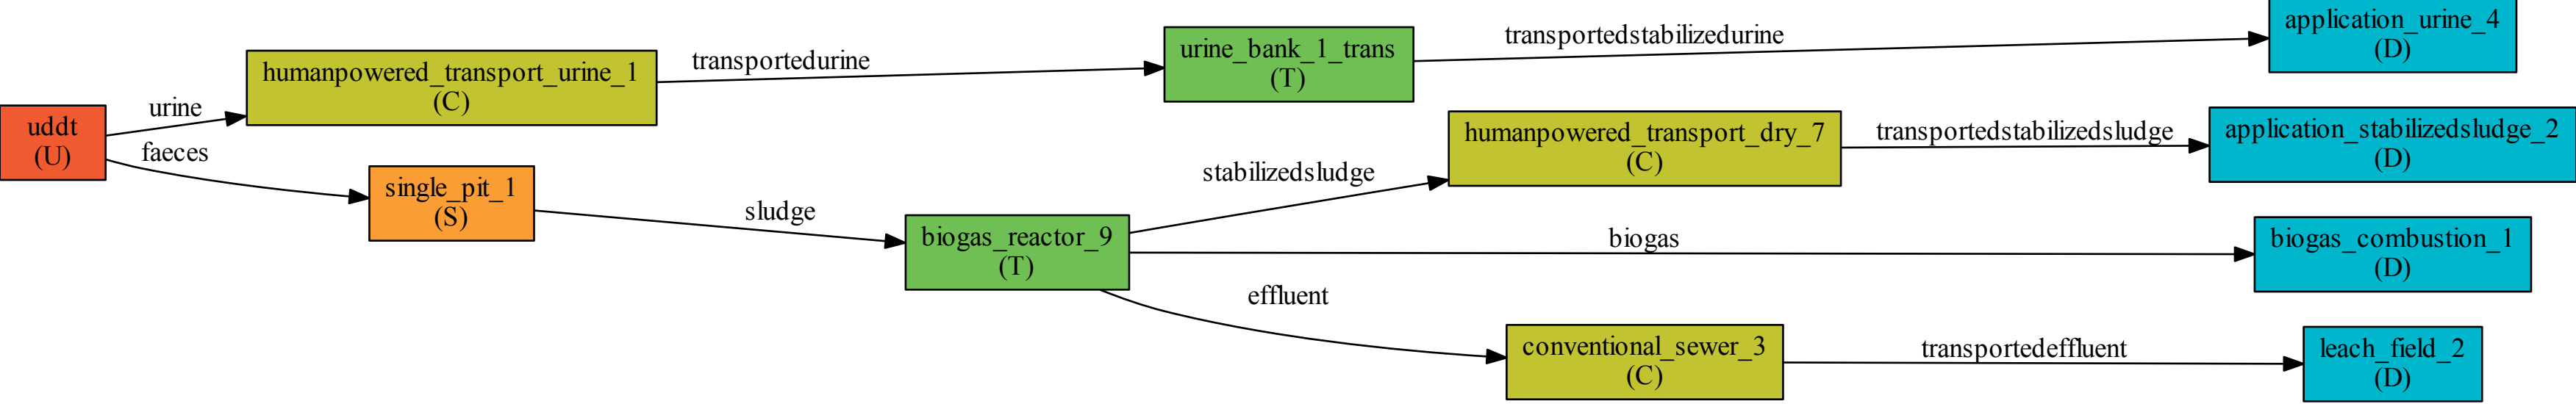 uddt
(U)
urine
faeces
humanpowered_transport_urine_1
(C)
transportedurine
urine_bank_1_trans
(T)
transportedstabilizedurine
application_urine_4
(D)
single_pit_1
(S)
sludge
biogas_reactor_9
(T)
stabilizedsludge
humanpowered_transport_dry_7
(C)
transportedstabilizedsludge
application_stabilizedsludge_2
(D)
biogas
biogas_combustion_1
(D)
effluent
conventional_sewer_3
(C)
transportedeffluent
leach_field_2
(D)